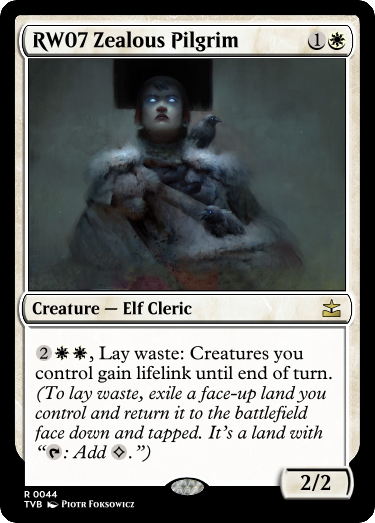 RW07 Zealous Pilgrim 1
Creature — Elf Cleric
2, Lay waste: Creatures you
control gain lifelink until end of turn.
(To lay waste, exile a face-up land you
control and return it to the battlefield
face down and tapped. It's a land with
“: Add .”)
2/2
R 0044
TVB Piotr Foksowicz